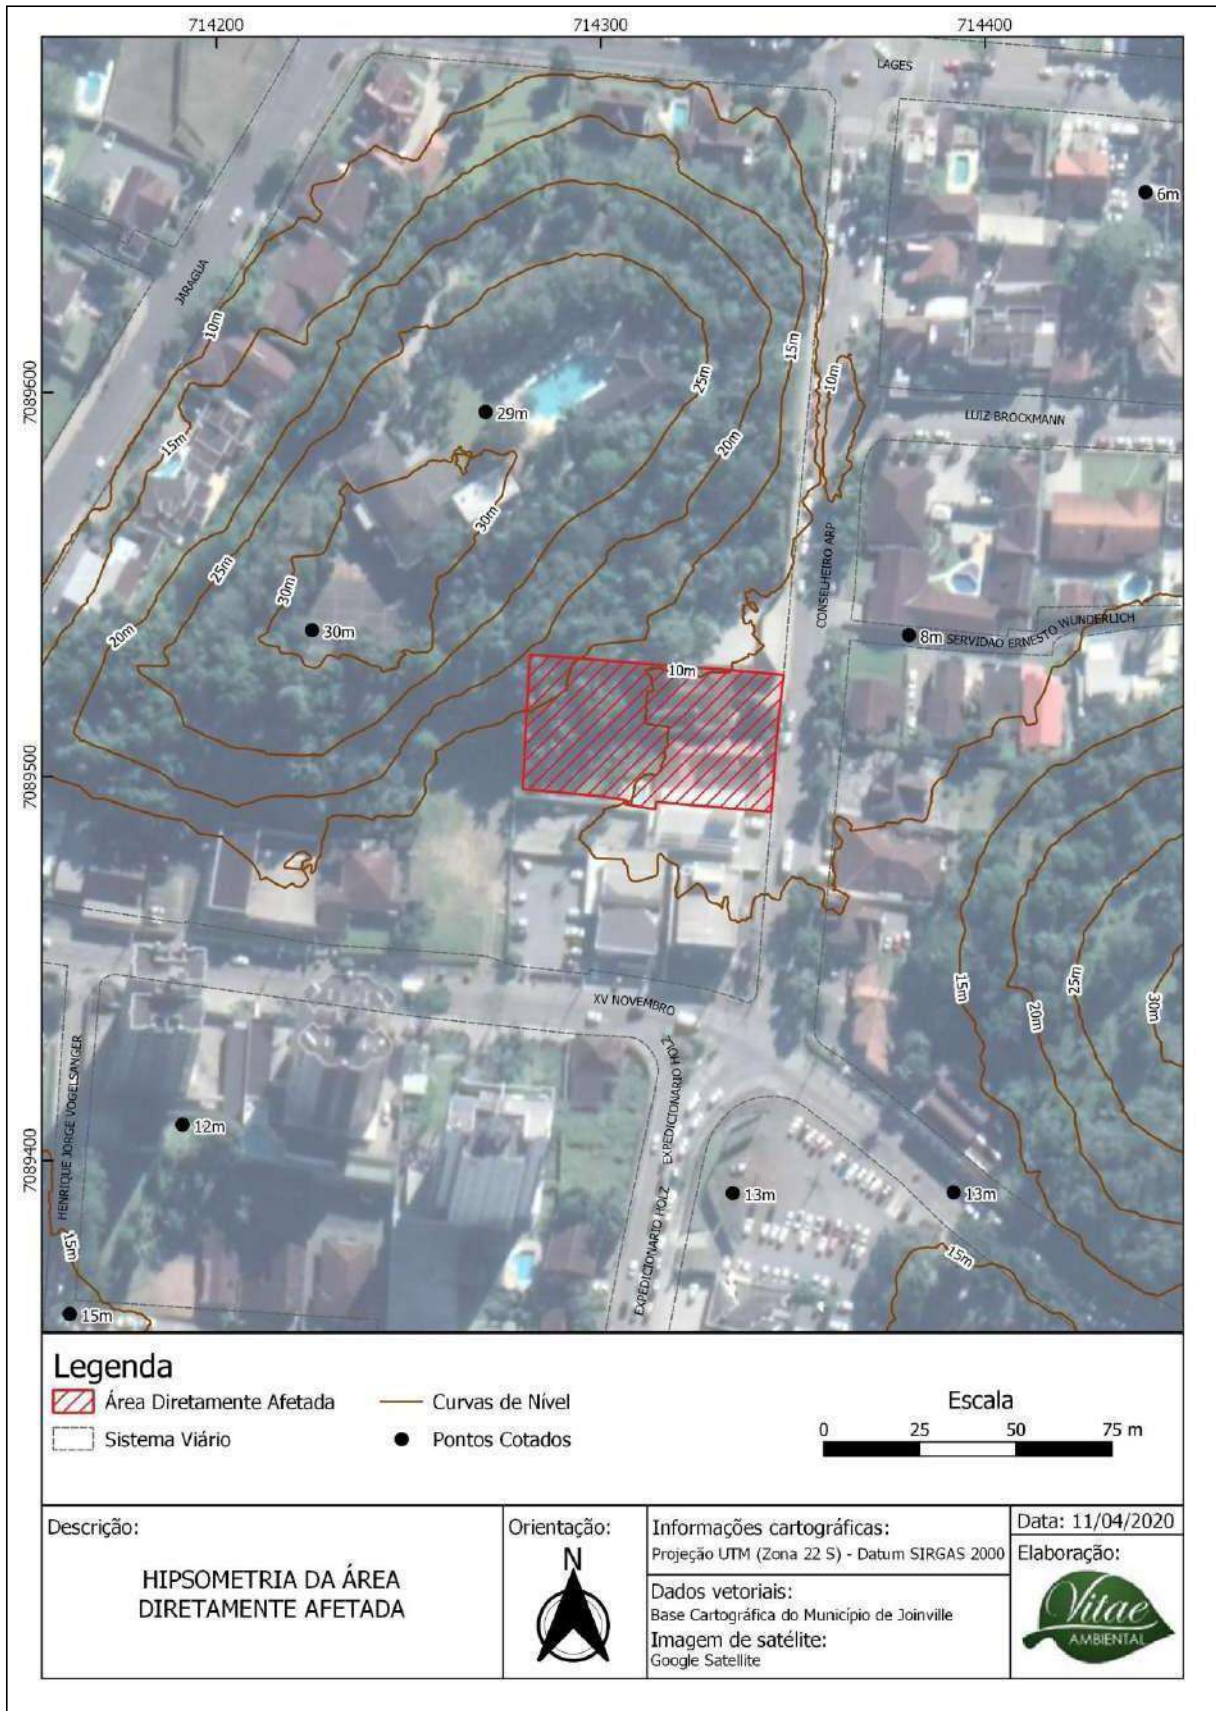 714200
714300
714400
LAGES
6m
JARAGUA
10m
15m
25m
10m
7089600
29m
LUIZ BROCKMANN
15m
20m
30m
CONSELHEIRO ARP
25m
30m
20m
30m
8m
SERVIDAO ERNESTO WUNDERLICH
10m
7089500
15m
20m
25m
30m
XV NOVEMBRO
EXPEDICIONARIO HOLZ
HENRIQUE JORGE VOGELSANGER
12m
7089400
13m
13m
EXPEDICIONARIO HOLZ
15m
15m
15m
Legenda
Área Diretamente Afetada
Curvas de Nível
Sistema Viário
Pontos Cotados
Escala
0 25 50 75 m
Descrição:
HIPSOMETRIA DA ÁREA
DIRETAMENTE AFETADA
Orientação:
N
Informações cartográficas:
Projeção UTM (Zona 22 S) - Datum SIRGAS 2000
Dados vetoriais:
Base Cartográfica do Município de Joinville
Imagem de satélite:
Google Satellite
Data: 11/04/2020
Elaboração:
Vitae
AMBIENTAL